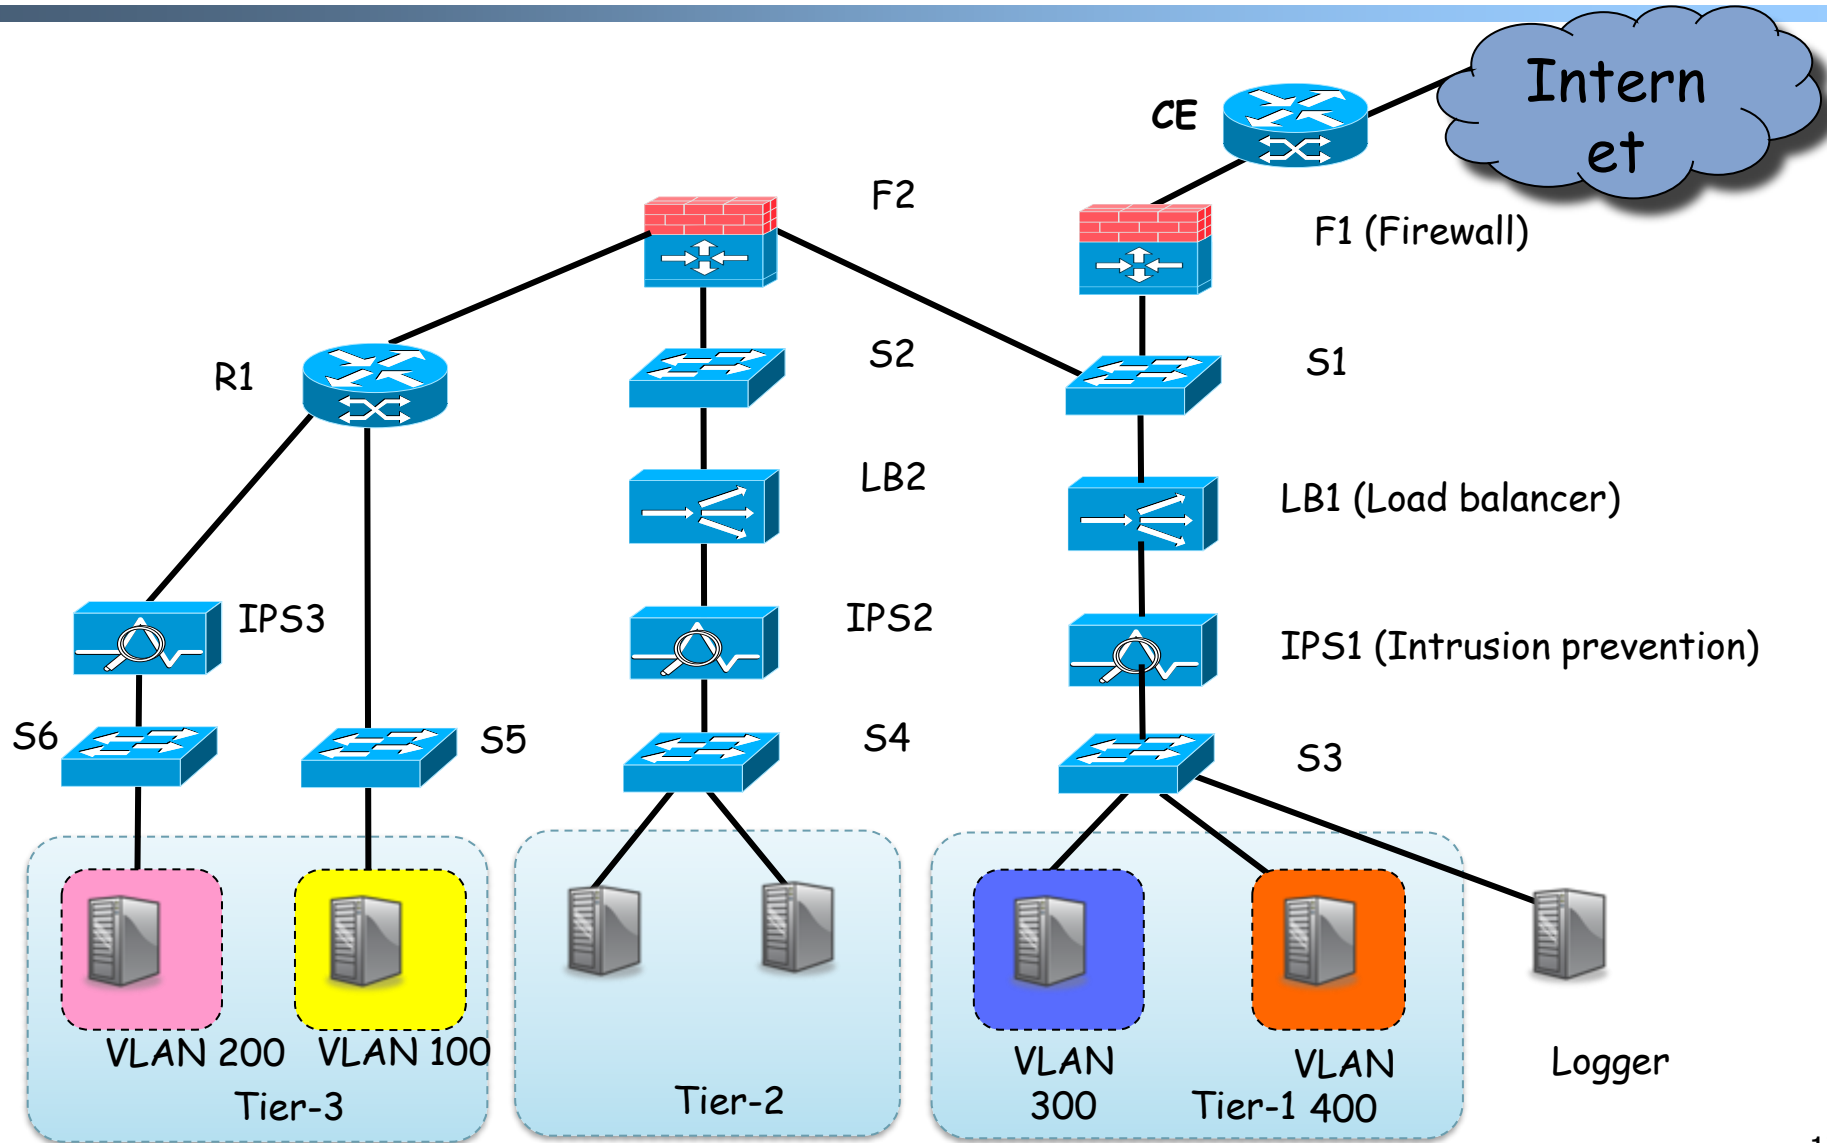 Intern
et
CE
F2
F1 (Firewall)
S2
S1
R1
LB2
LB1 (Load balancer)
IPS3
IPS2
IPS1 (Intrusion prevention)
S6
S5
S4
S3
VLAN 200
VLAN 100
Tier-3
Tier-2
VLAN
300
VLAN
Tier-1 400
Logger
1